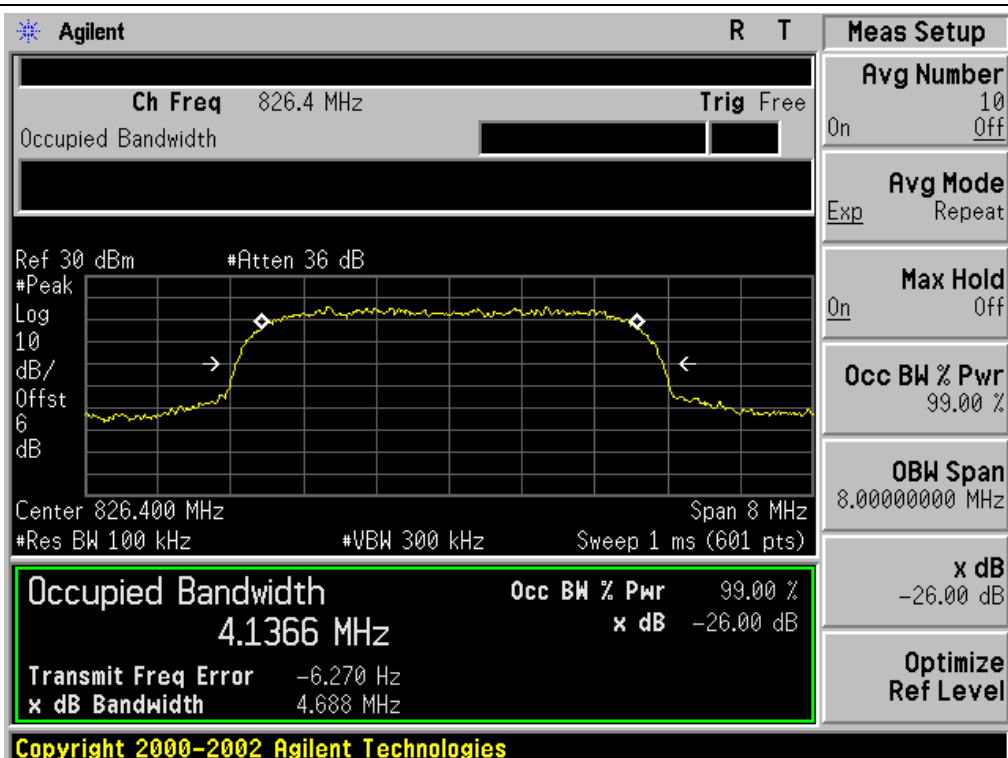 Agilent R T
Ch Freq 826.4 MHz Trig Free
Occupied Bandwidth
Ref 30 dBm #Atten 36 dB
#Peak
Log
10
dB/
Offst
6
dB
Center 826.400 MHz Span 8 MHz
#Res BW 100 kHz #VBW 300 kHz Sweep 1 ms (601 pts)
Occupied Bandwidth
4.1366 MHz
Occ BW % Pwr 99.00 %
x dB -26.00 dB
Transmit Freq Error -6.270 Hz
x dB Bandwidth 4.688 MHz
Copyright 2000-2002 Agilent Technologies
Meas Setup
Avg Number
10
On Off
Avg Mode
Exp Repeat
Max Hold
On Off
Occ BW % Pwr
99.00 %
OBW Span
8.00000000 MHz
x dB
-26.00 dB
Optimize
Ref Level